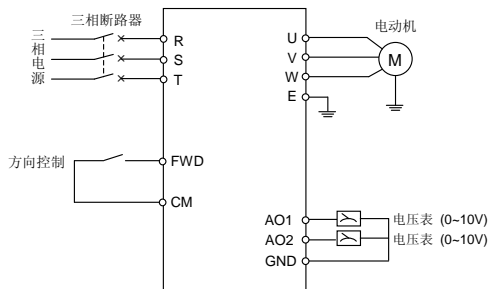 三相断路器
三相电源
R
S
T
方向控制
FWD
CM
电动机
U
V
W
E
M
AO1
AO2
GND
电压表 (0~10V)
电压表 (0~10V)